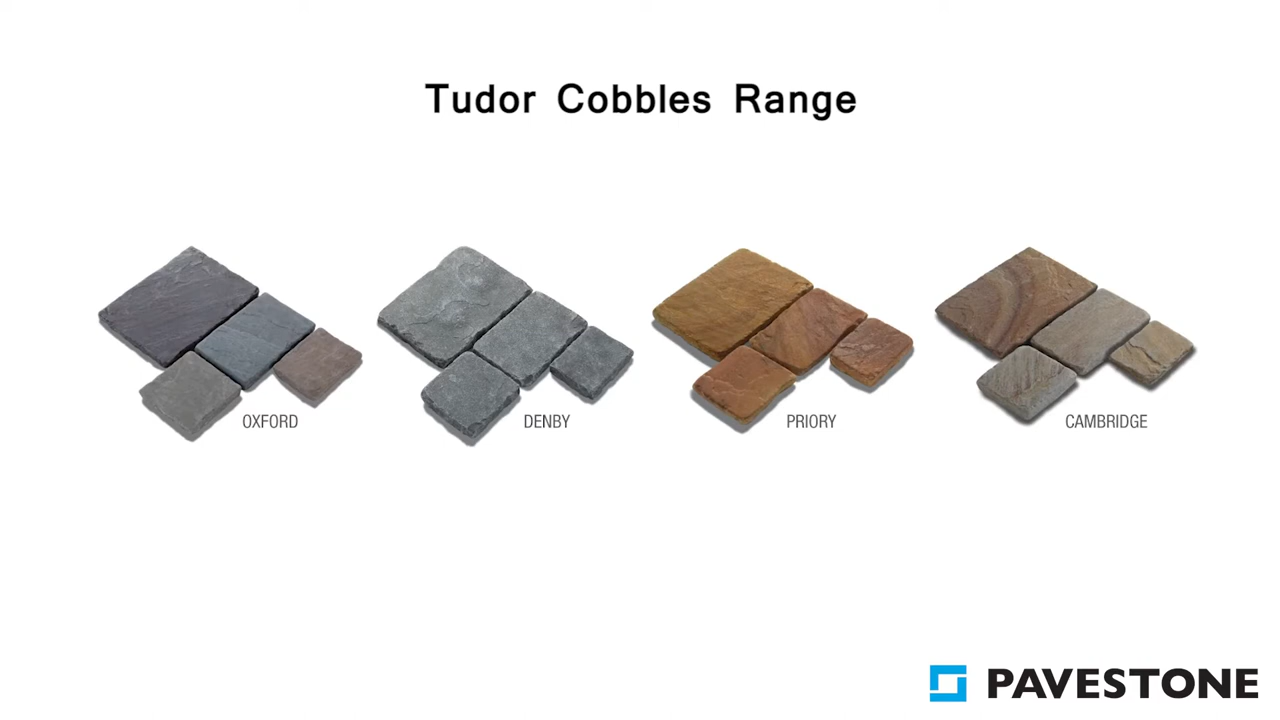 Tudor Cobbles Range
OXFORD
DENBY
PRIORY
CAMBRIDGE
PAVESTONE